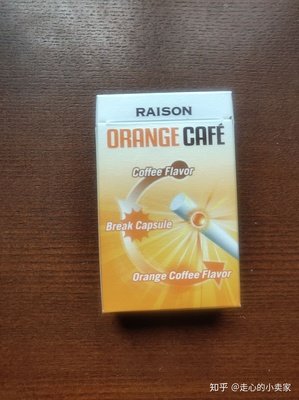 RAISON
ORANGE CAFÉ
Coffee Flavor
Break Capsule
Orange Coffee Flavor
知乎 @走心的小卖家